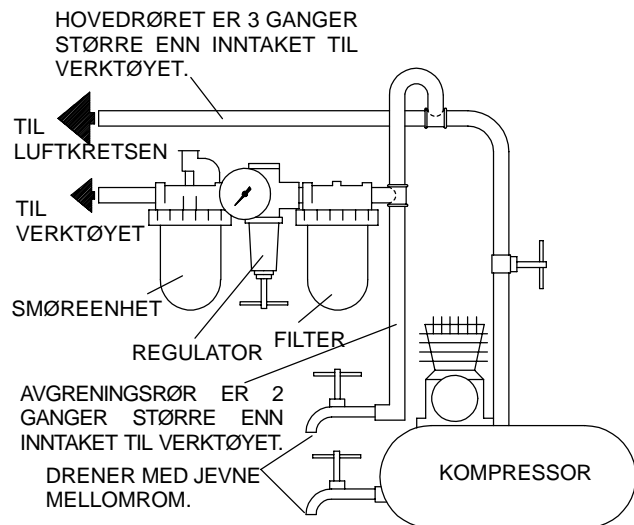 HOVEDRØRET ER 3 GANGER
STØRRE ENN INNTAKET TIL
VERKTØYET.
TIL
LUFTKRETSEN
TIL
VERKTØYET
SMØREENHET
REGULATOR
FILTER
AVGRENINGSRØR ER 2
GANGER STØRRE ENN
INNTAKET TIL VERKTØYET.
DRENER MED JEVNE
MELLOMROM.
KOMPRESSOR